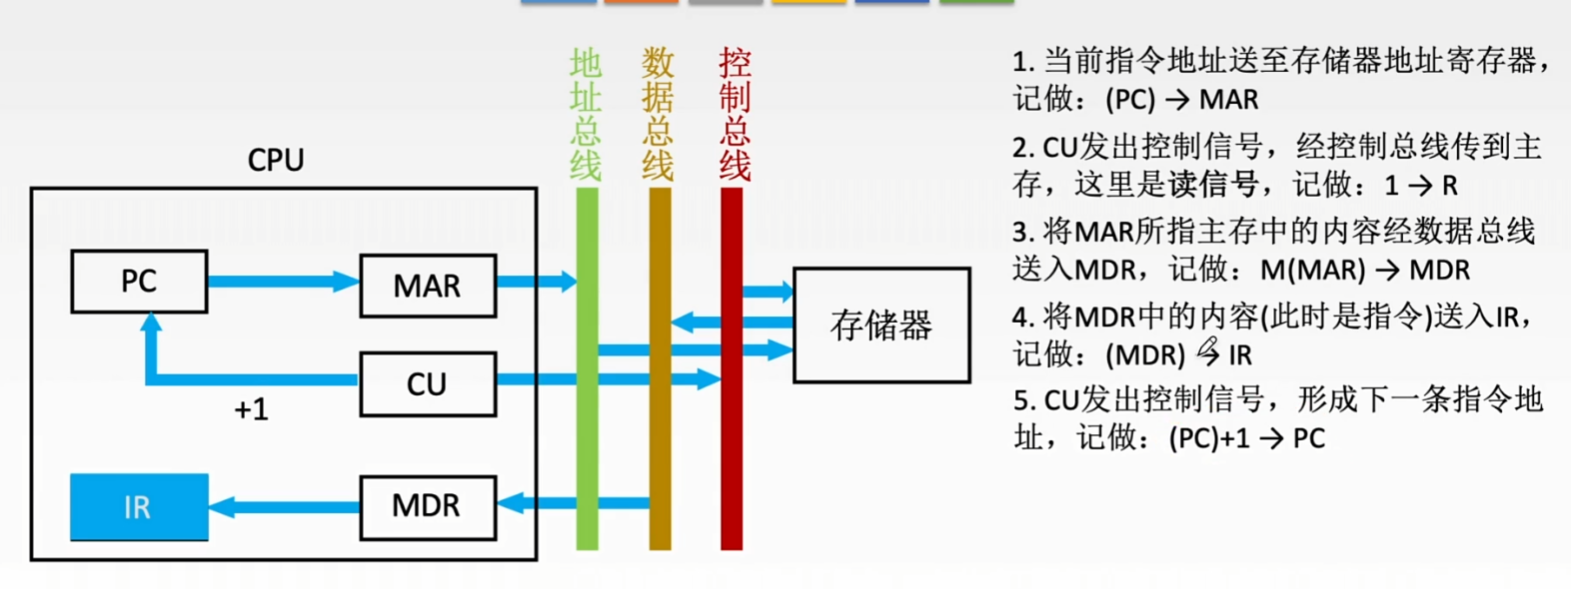 CPU
地址总线
数据总线
控制总线
PC
MAR
CU
+1
IR
MDR
存储器
1. 当前指令地址送至存储器地址寄存器，
记做：(PC) → MAR
2. CU发出控制信号，经控制总线传到主
存，这里是读信号，记做：1 → R
3. 将MAR所指主存中的内容经数据总线
送入MDR，记做：M(MAR) → MDR
4. 将MDR中的内容(此时是指令)送入IR，
记做：(MDR) → IR
5. CU发出控制信号，形成下一条指令地
址，记做：(PC)+1 → PC